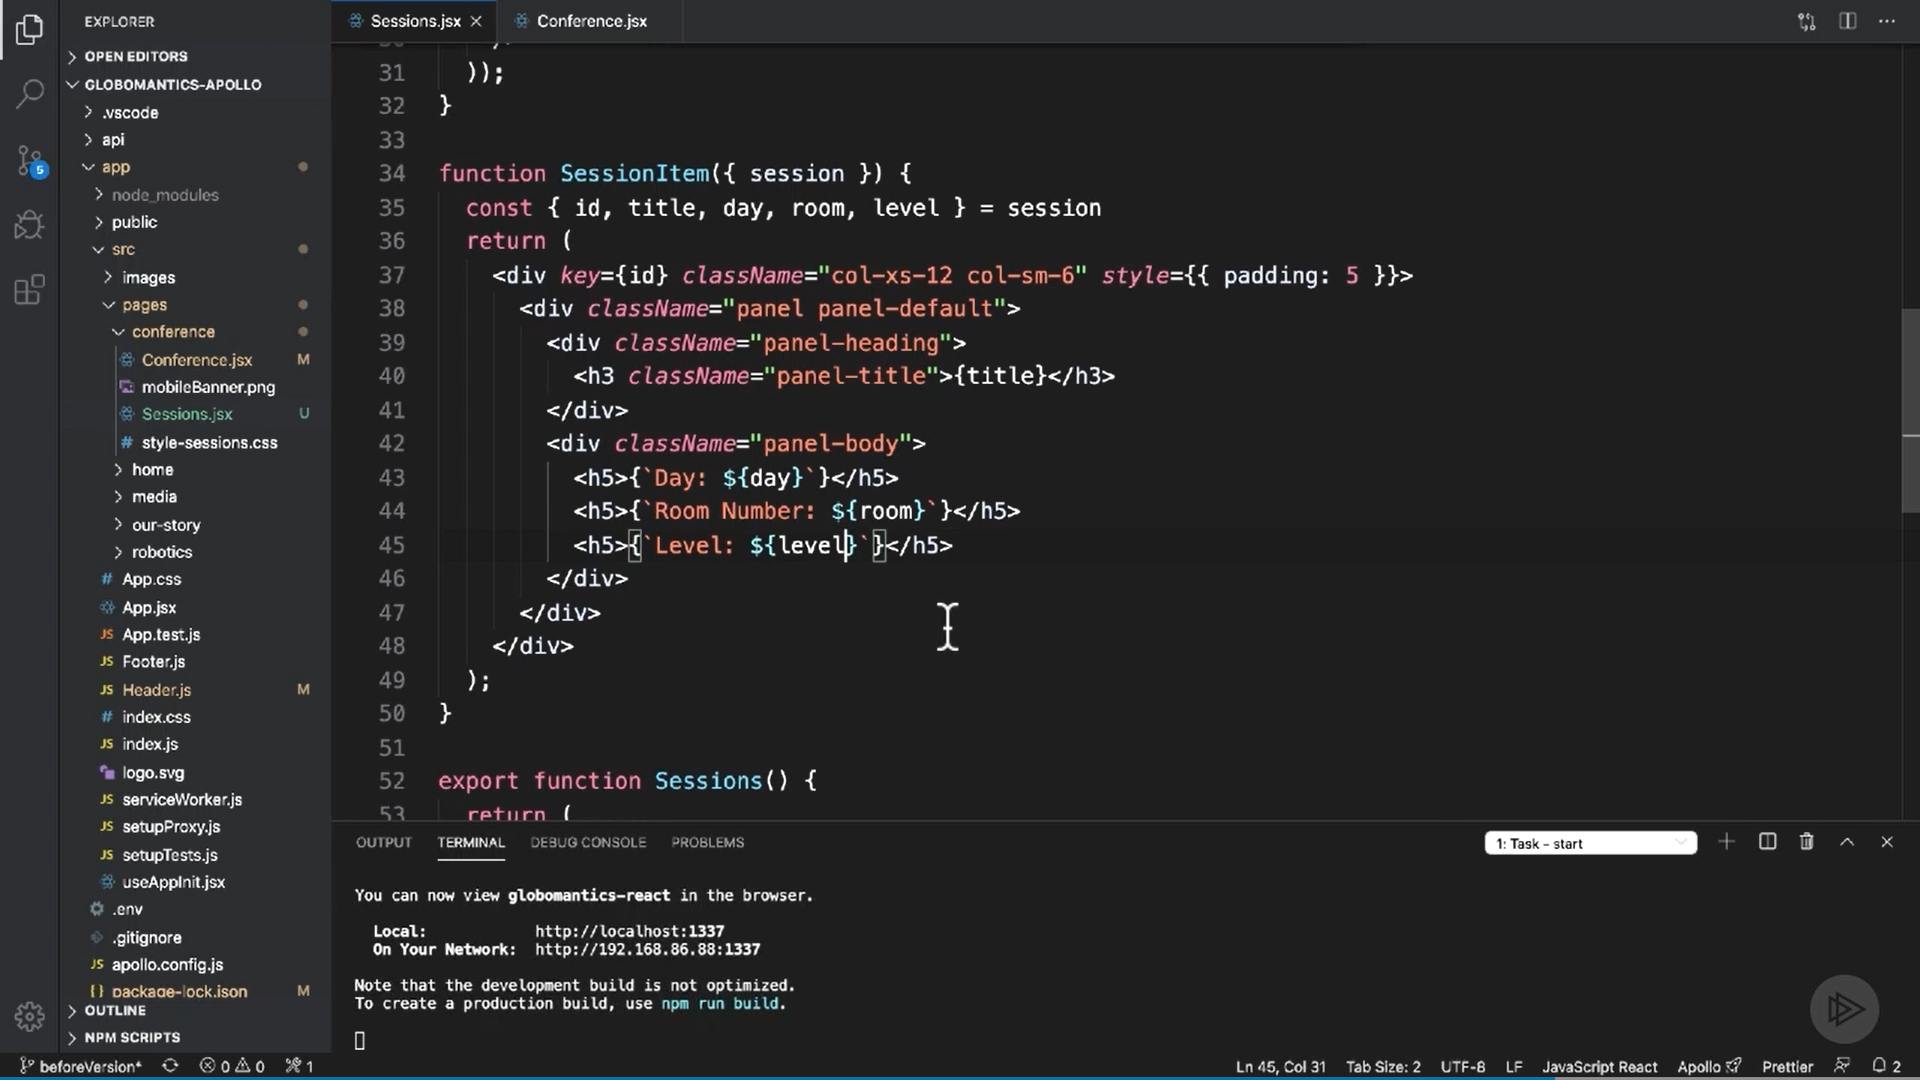 EXPLORER
OPEN EDITORS
GLOBOMANTICS-APOLLO
.vscode
api
app
node_modules
public
src
images
pages
conference
Conference.jsx M
mobileBanner.png
Sessions.jsx U
style-sessions.css
home
media
our-story
robotics
App.css
App.jsx
JS App.test.js
JS Footer.js
JS Header.js M
# index.css
JS index.js
logo.svg
JS serviceWorker.js
JS setupProxy.js
JS setupTests.js
useAppInit.jsx
.env
.gitignore
JS apollo.config.js
{} package-lock.json M
OUTLINE
NPM SCRIPTS
5
Sessions.jsx
Conference.jsx
31 ));
32 }
33
34 function SessionItem({ session }) {
35 const { id, title, day, room, level } = session
36 return (
37 <div key={id} className="col-xs-12 col-sm-6" style={{ padding: 5 }}>
38 <div className="panel panel-default">
39 <div className="panel-heading">
40 <h3 className="panel-title">{title}</h3>
41 </div>
42 <div className="panel-body">
43 <h5>{`Day: ${day}`}</h5>
44 <h5>{`Room Number: ${room}`}</h5>
45 <h5>{`Level: ${level}`}</h5>
46 </div>
47 </div>
48 </div>
49 );
50 }
51
52 export function Sessions() {
53 return (
OUTPUT TERMINAL DEBUG CONSOLE PROBLEMS 1: Task - start
You can now view globomantics-react in the browser.
Local: http://localhost:1337
On Your Network: http://192.168.86.88:1337
Note that the development build is not optimized.
To create a production build, use npm run build.
beforeVersion* 0 0 1 Ln 45, Col 31 Tab Size: 2 UTF-8 LF JavaScript React Apollo Prettier 2